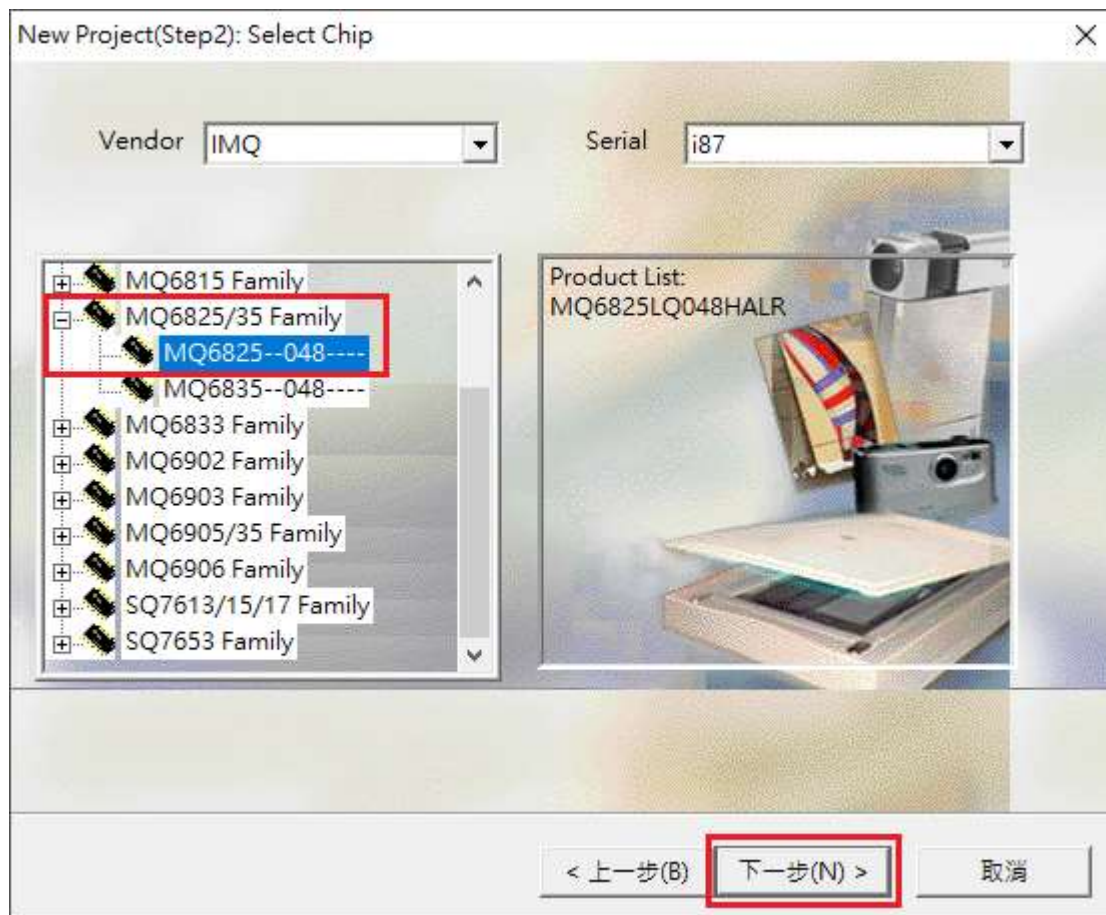 New Project(Step2): Select Chip
Vendor IMQ Serial i87
MQ6815 Family
MQ6825/35 Family
MQ6825--048----
MQ6835--048----
MQ6833 Family
MQ6902 Family
MQ6903 Family
MQ6905/35 Family
MQ6906 Family
SQ7613/15/17 Family
SQ7653 Family
Product List:
MQ6825LQ048HALR
< 上一步(B) 下一步(N) > 取消